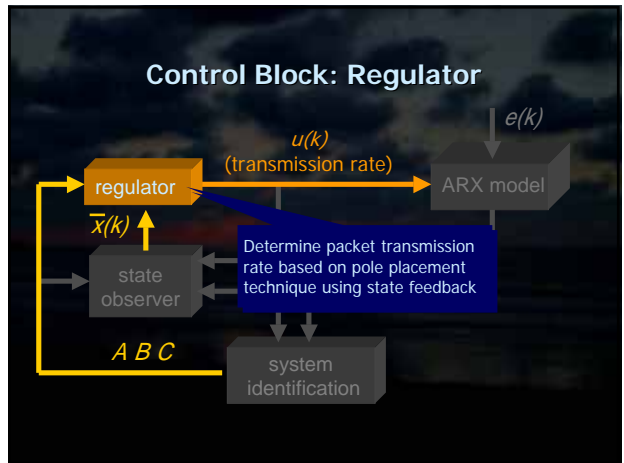 Control Block: Regulator
e(k)
u(k)
(transmission rate)
regulator
ARX model
x̅(k)
Determine packet transmission
rate based on pole placement
technique using state feedback
state
observer
A B C
system
identification